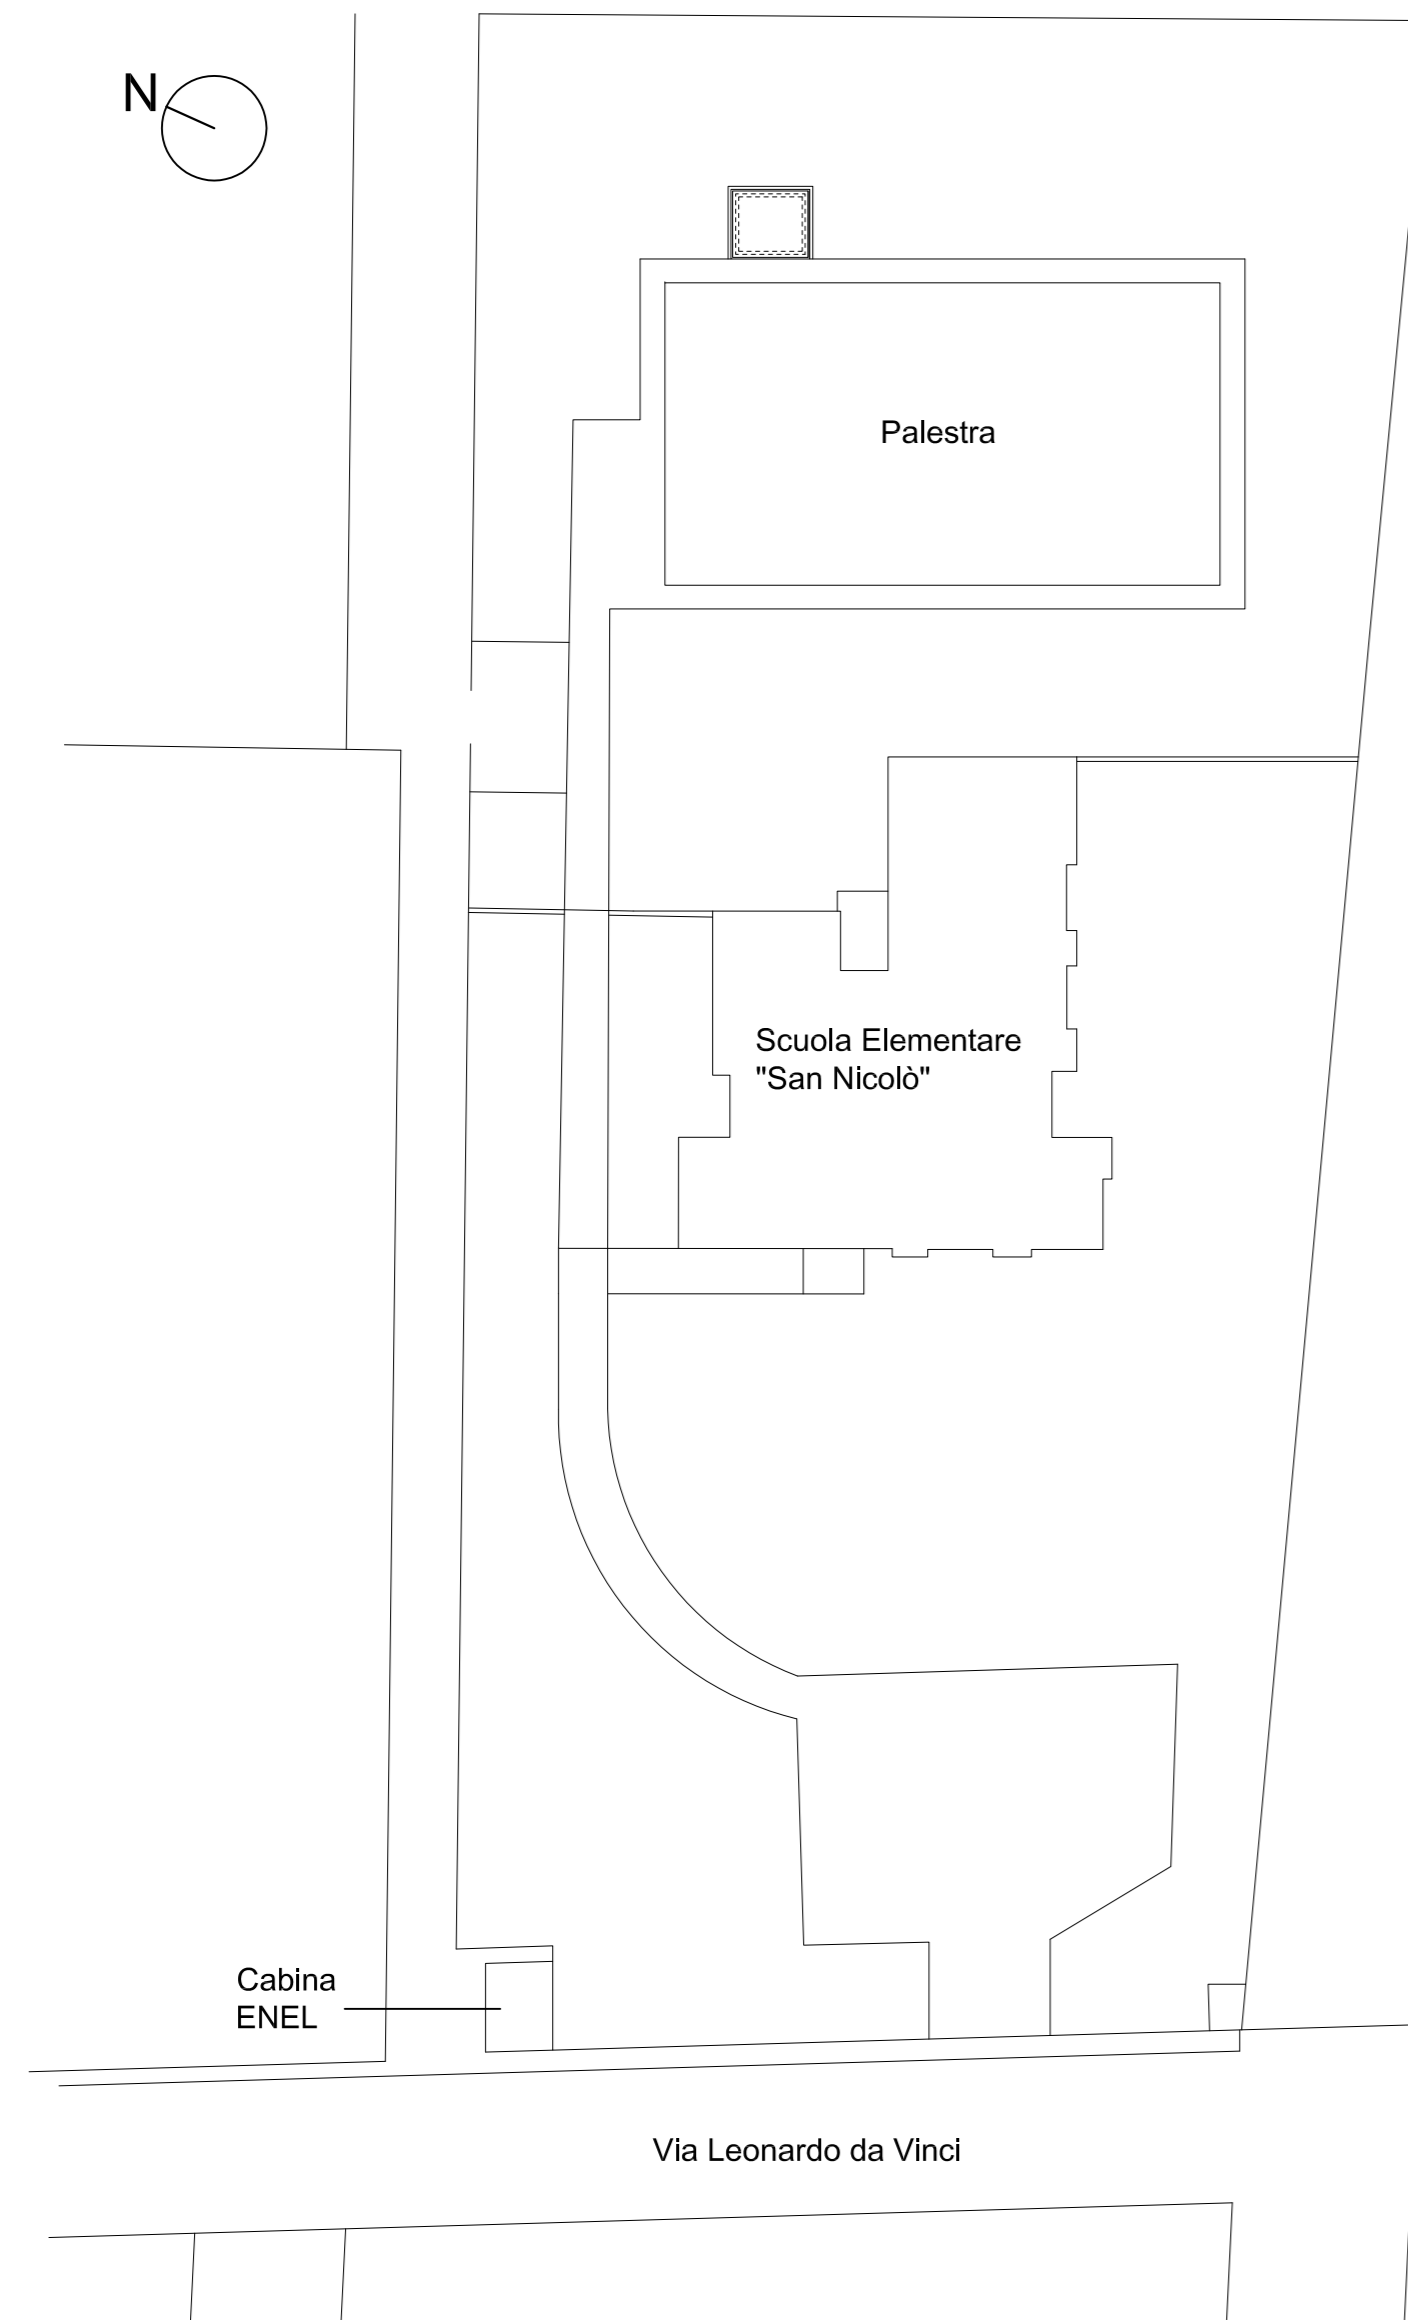 N
Palestra
Scuola Elementare
"San Nicolò"
Cabina
ENEL
Via Leonardo da Vinci